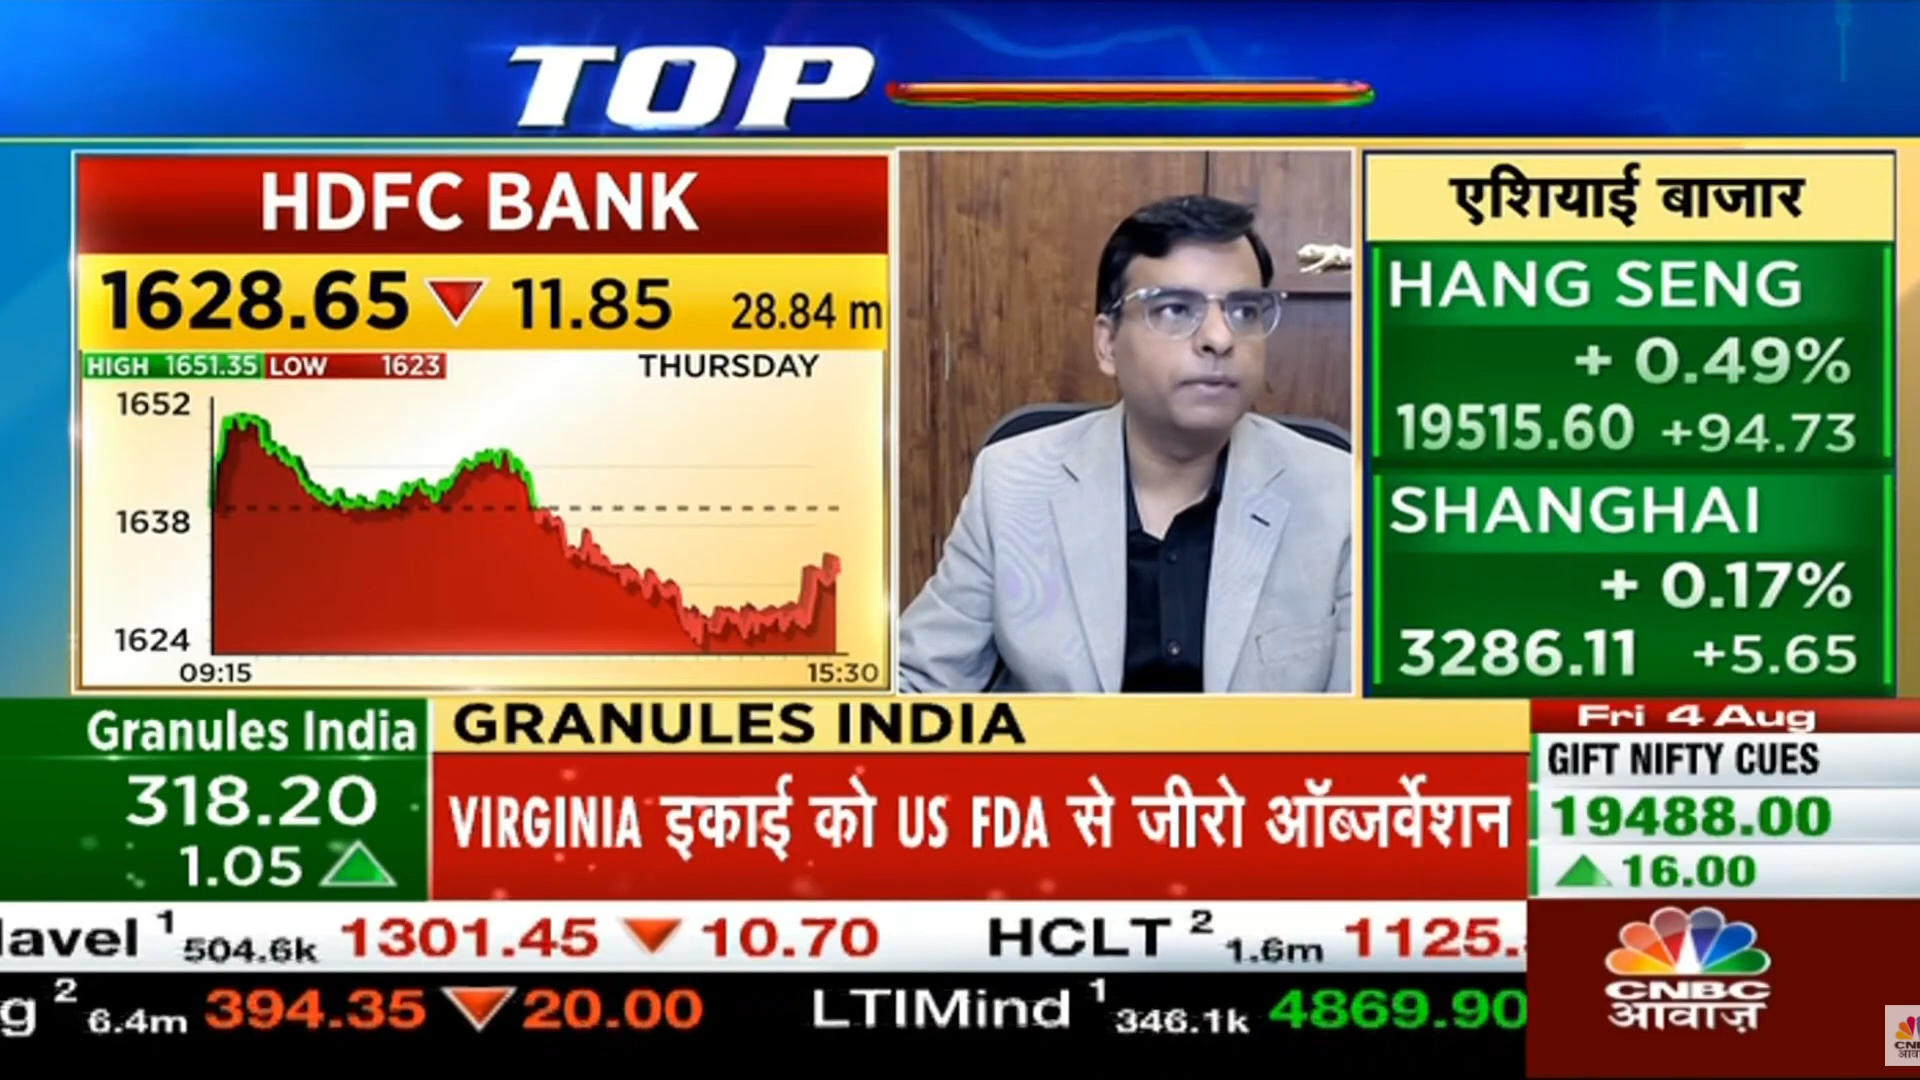 TOP
HDFC BANK
1628.65 ▼ 11.85 28.84 m
HIGH 1651.35 LOW 1623 THURSDAY
1652
1638
1624
09:15 15:30
एशियाई बाजार
HANG SENG
+ 0.49%
19515.60 +94.73
SHANGHAI
+ 0.17%
3286.11 +5.65
Granules India
318.20
1.05 ▲
GRANULES INDIA
VIRGINIA इकाई को US FDA से जीरो ऑब्जर्वेशन
Fri 4 Aug
GIFT NIFTY CUES
19488.00
▲ 16.00
avel ¹ 504.6k 1301.45 ▼ 10.70 HCLT ² 1.6m 1125.
g ² 6.4m 394.35 ▼ 20.00 LTIMind ¹ 346.1k 4869.90
CNBC
आवाज़